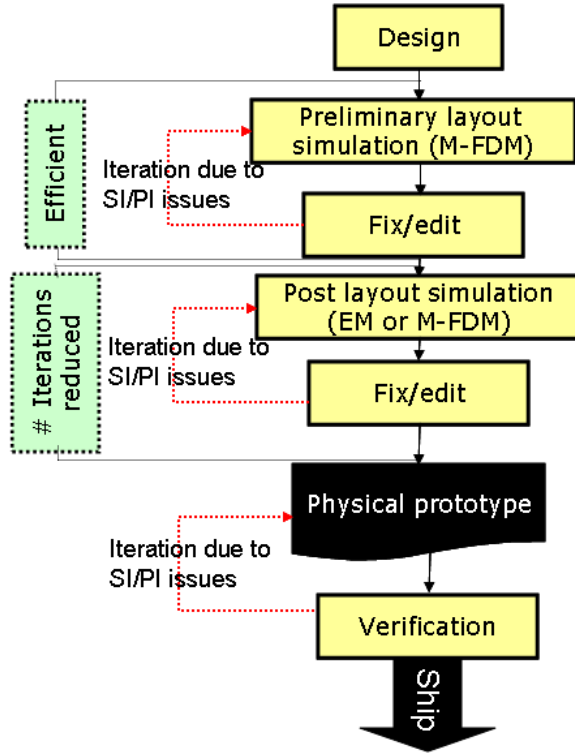 Design
Preliminary layout
simulation (M-FDM)
Efficient
Iteration due to
SI/PI issues
Fix/edit
Post layout simulation
(EM or M-FDM)
# Iterations
reduced
Iteration due to
SI/PI issues
Fix/edit
Physical prototype
Iteration due to
SI/PI issues
Verification
Ship